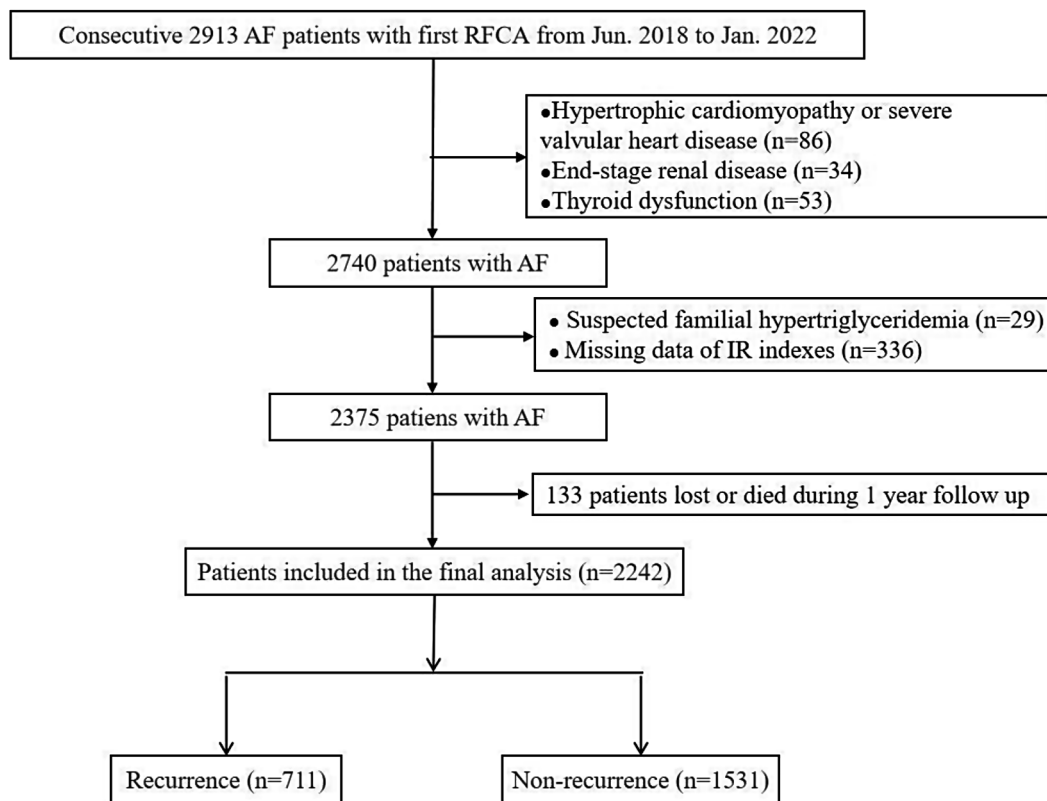 Consecutive 2913 AF patients with first RFCA from Jun. 2018 to Jan. 2022
●Hypertrophic cardiomyopathy or severe
valvular heart disease (n=86)
●End-stage renal disease (n=34)
●Thyroid dysfunction (n=53)
2740 patients with AF
● Suspected familial hypertriglyceridemia (n=29)
● Missing data of IR indexes (n=336)
2375 patiens with AF
133 patients lost or died during 1 year follow up
Patients included in the final analysis (n=2242)
Recurrence (n=711)
Non-recurrence (n=1531)